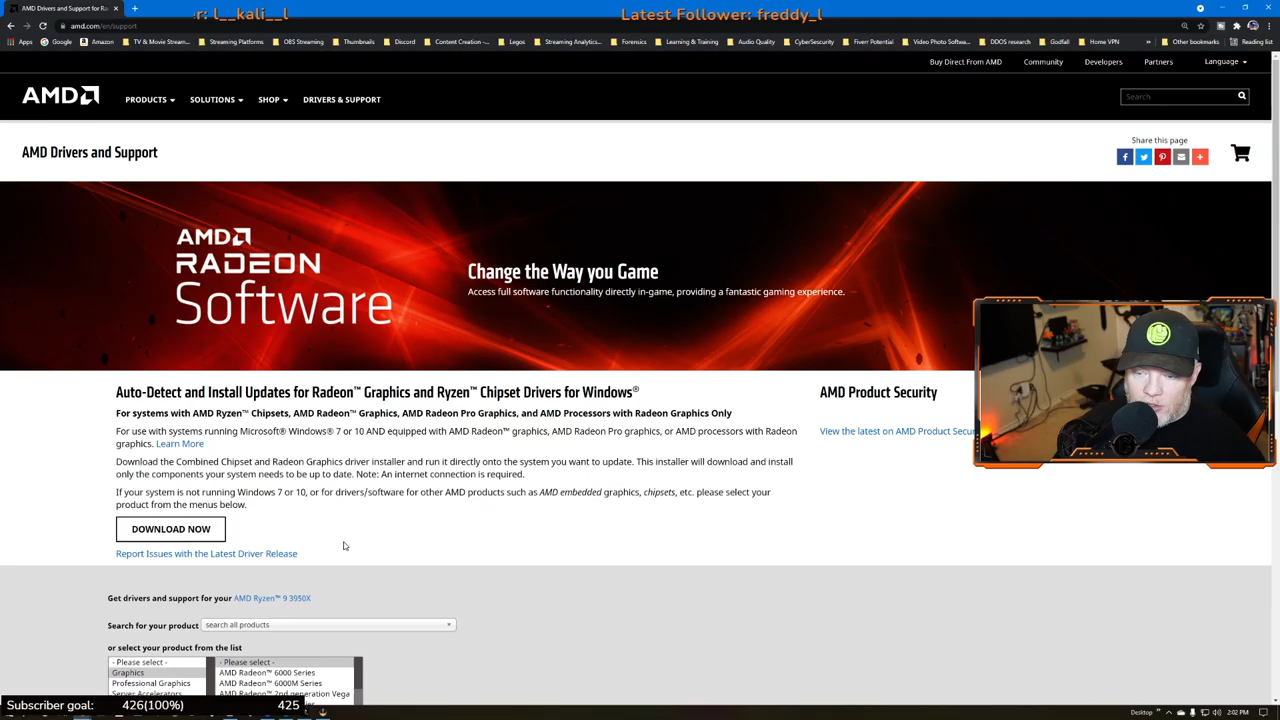 AMD Drivers and Support for Ra
r: l__kali__l
Latest Follower: freddy_l
amd.com/en/support
Apps
Google
Amazon
TV & Movie Stream...
Streaming Platforms
OBS Streaming
Thumbnails
Discord
Content Creation -...
Legos
Streaming Analytics...
Forensics
Learning & Training
Audio Quality
CyberSecurity
Fiverr Potential
Video Photo Softwa...
DDOS research
Godfall
Home VPN
»
Other bookmarks
Reading list
Buy Direct From AMD
Community
Developers
Partners
Language
AMD
PRODUCTS
SOLUTIONS
SHOP
DRIVERS & SUPPORT
Search
AMD Drivers and Support
Share this page
AMD
RADEON
Software
Change the Way you Game
Access full software functionality directly in-game, providing a fantastic gaming experience.
Auto-Detect and Install Updates for Radeon™ Graphics and Ryzen™ Chipset Drivers for Windows®
For systems with AMD Ryzen™ Chipsets, AMD Radeon™ Graphics, AMD Radeon Pro Graphics, and AMD Processors with Radeon Graphics Only
For use with systems running Microsoft® Windows® 7 or 10 AND equipped with AMD Radeon™ graphics, AMD Radeon Pro graphics, or AMD processors with Radeon
graphics. Learn More
Download the Combined Chipset and Radeon Graphics driver installer and run it directly onto the system you want to update. This installer will download and install
only the components your system needs to be up to date. Note: An internet connection is required.
If your system is not running Windows 7 or 10, or for drivers/software for other AMD products such as AMD embedded graphics, chipsets, etc. please select your
product from the menus below.
DOWNLOAD NOW
Report Issues with the Latest Driver Release
AMD Product Security
View the latest on AMD Product Secu
Get drivers and support for your AMD Ryzen™ 9 3950X
Search for your product
search all products
or select your product from the list
- Please select -
Graphics
Professional Graphics
Server Accelerators
- Please select -
AMD Radeon™ 6000 Series
AMD Radeon™ 6000M Series
AMD Radeon™ 2nd generation Vega
Subscriber goal:
426(100%)
425
Desktop
2:02 PM